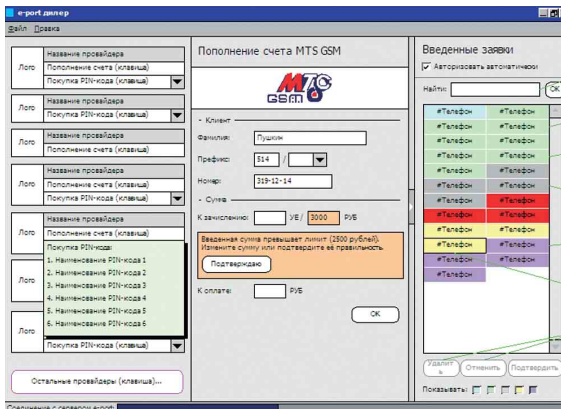 e-port дилер
Файл Правка
Лого
Название провайдера
Пополнение счета (клавиша)
Покупка PIN-кода (клавиша)
Лого
Название провайдера
Покупка PIN-кода (клавиша)
Лого
Название провайдера
Пополнение счета (клавиша)
Лого
Название провайдера
Пополнение счета (клавиша)
Покупка PIN-кода (клавиша)
Лого
Название провайдера
Пополнение счета (клавиша)
Покупка PIN-кода:
1. Наименование PIN-кода 1
2. Наименование PIN-кода 2
3. Наименование PIN-кода 3
4. Наименование PIN-кода 4
5. Наименование PIN-кода 5
6. Наименование PIN-кода 6
Лого
Лого
Покупка PIN-кода (клавиша)
Остальные провайдеры (клавиша)...
Соединение с сервером e-port:
Пополнение счета MTS GSM
МТС
GSM
- Клиент
Фамилия: Пушкин
Префикс: 514 /
Номер: 319-12-14
- Сумма
К зачислению: УЕ / 3000 РУБ
Введенная сумма превышает лимит (2500 рублей).
Измените сумму или подтвердите её правильность.
Подтверждаю
К оплате: РУБ
OK
Введенные заявки
Авторизовать автоматически
Найти: OK
#Телефон #Телефон
#Телефон #Телефон
#Телефон #Телефон
#Телефон #Телефон
#Телефон #Телефон
#Телефон #Телефон
#Телефон #Телефон
#Телефон #Телефон
#Телефон #Телефон
#Телефон #Телефон
#Телефон #Телефон
#Телефон
Удалить Отменить Подтвердить
Показывать: